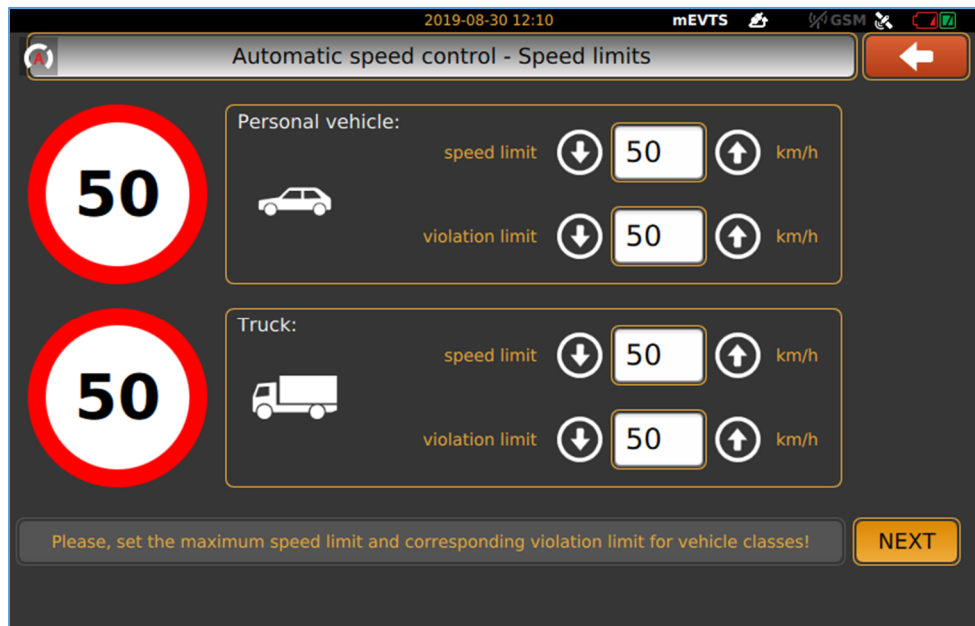 2019-08-30 12:10 mEVTS GSM
A Automatic speed control - Speed limits
50
Personal vehicle:
speed limit 50 km/h
violation limit 50 km/h
50
Truck:
speed limit 50 km/h
violation limit 50 km/h
Please, set the maximum speed limit and corresponding violation limit for vehicle classes!
NEXT